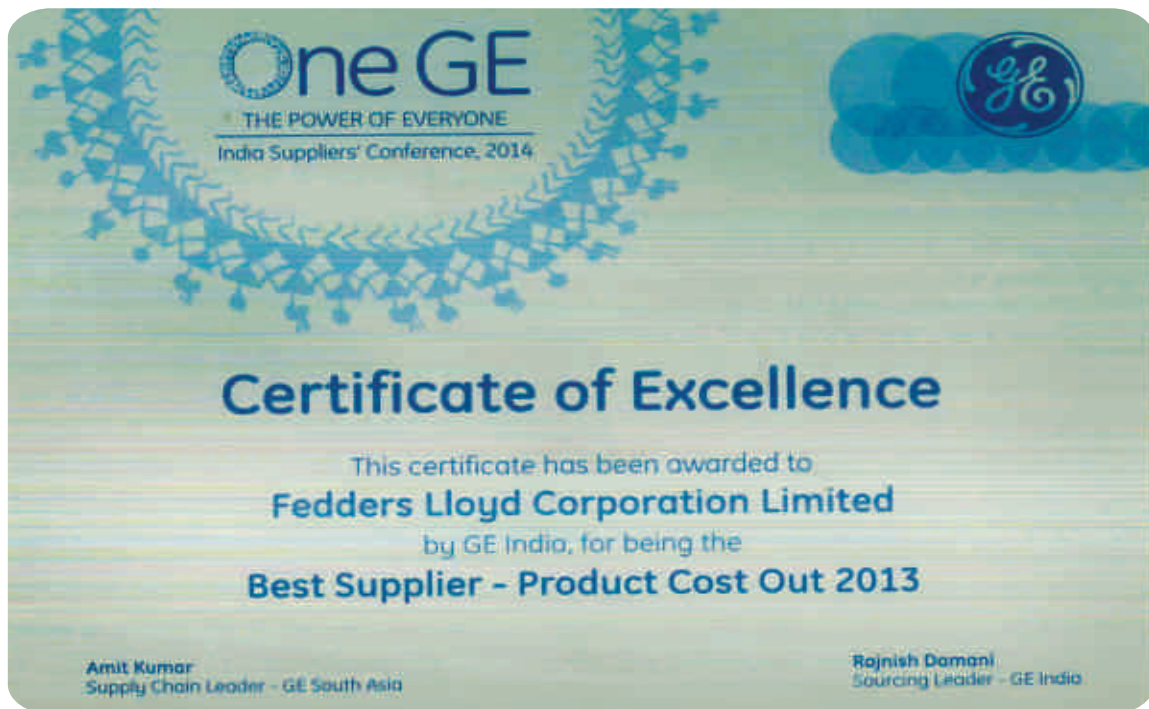 One GE
THE POWER OF EVERYONE
India Suppliers' Conference, 2014
GE
Certificate of Excellence
This certificate has been awarded to
Fedders Lloyd Corporation Limited
by GE India, for being the
Best Supplier - Product Cost Out 2013
Amit Kumar
Supply Chain Leader - GE South Asia
Rajnish Damani
Sourcing Leader - GE India